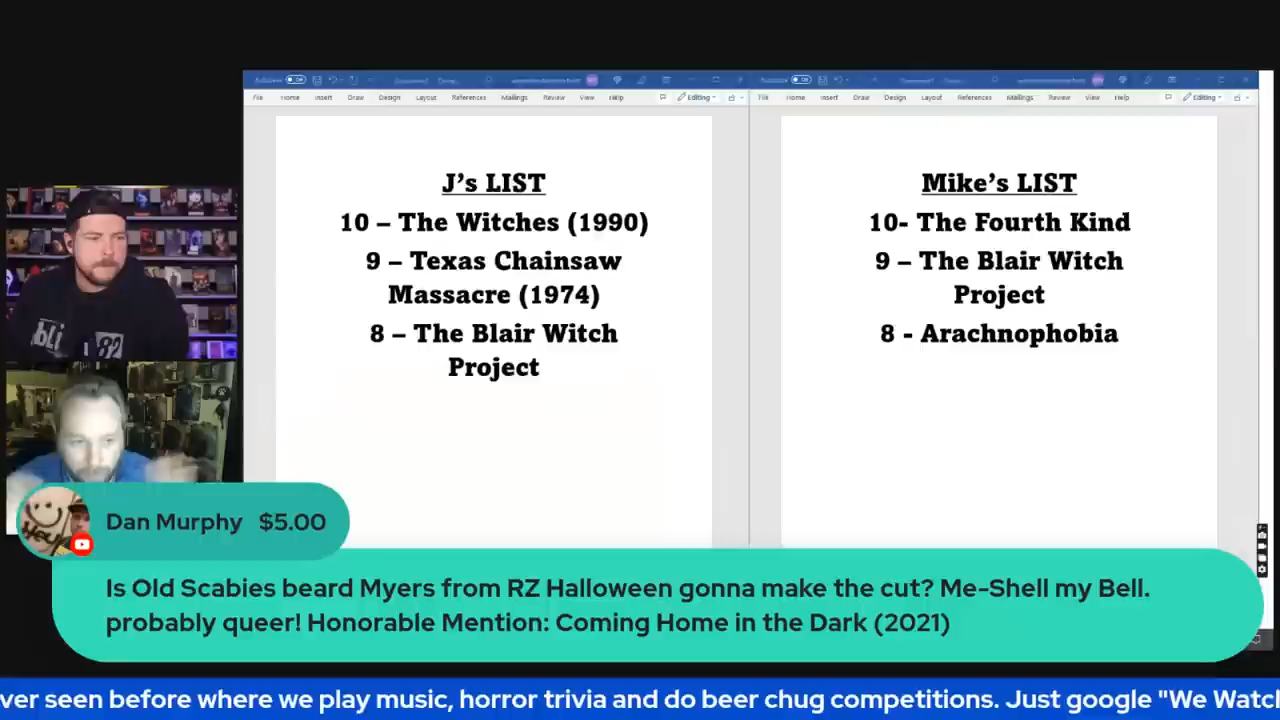 File Home Insert Draw Design Layout References Mailings Review View Help Editing
File Home Insert Draw Design Layout References Mailings Review View Help Editing
J’s LIST
10 – The Witches (1990)
9 – Texas Chainsaw
Massacre (1974)
8 – The Blair Witch
Project
Mike’s LIST
10- The Fourth Kind
9 – The Blair Witch
Project
8 - Arachnophobia
Dan Murphy $5.00
Is Old Scabies beard Myers from RZ Halloween gonna make the cut? Me-Shell my Bell.
probably queer! Honorable Mention: Coming Home in the Dark (2021)
ver seen before where we play music, horror trivia and do beer chug competitions. Just google "We Watch